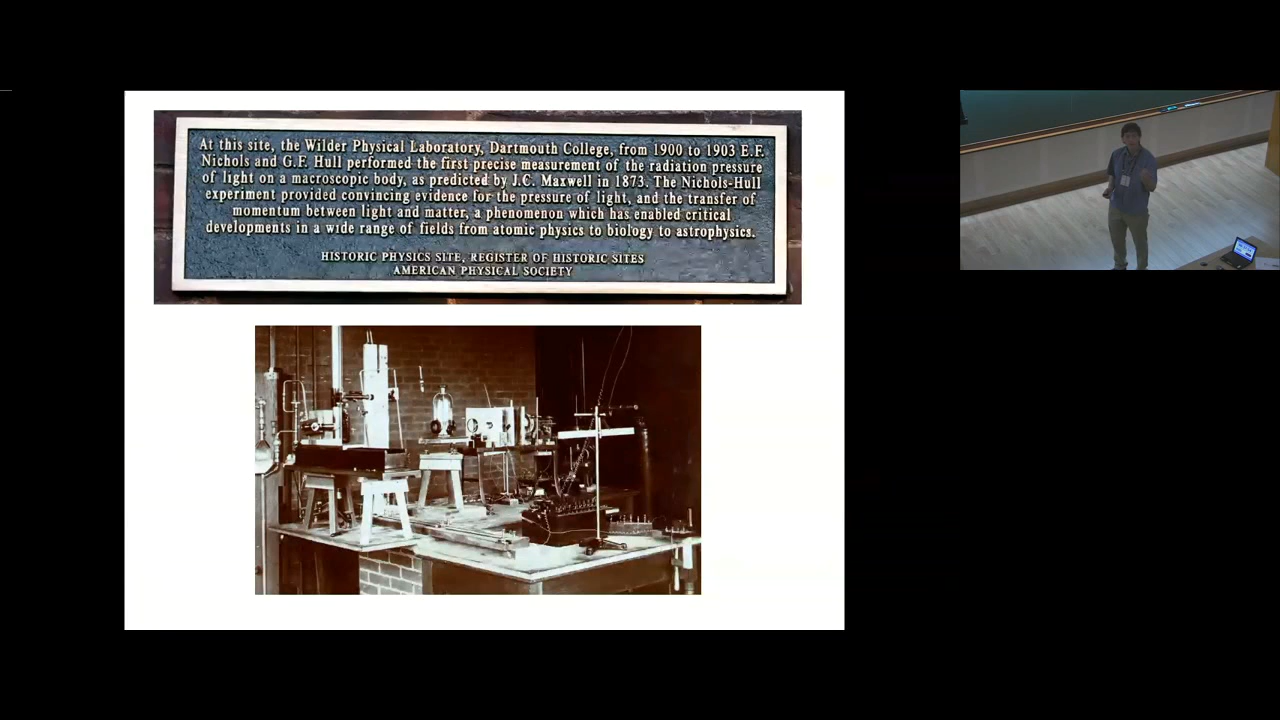 At this site, the Wilder Physical Laboratory, Dartmouth College, from 1900 to 1903 E.F.
Nichols and G.F. Hull performed the first precise measurement of the radiation pressure
of light on a macroscopic body, as predicted by J.C. Maxwell in 1873. The Nichols-Hull
experiment provided convincing evidence for the pressure of light, and the transfer of
momentum between light and matter, a phenomenon which has enabled critical
developments in a wide range of fields from atomic physics to biology to astrophysics.
HISTORIC PHYSICS SITE, REGISTER OF HISTORIC SITES
AMERICAN PHYSICAL SOCIETY